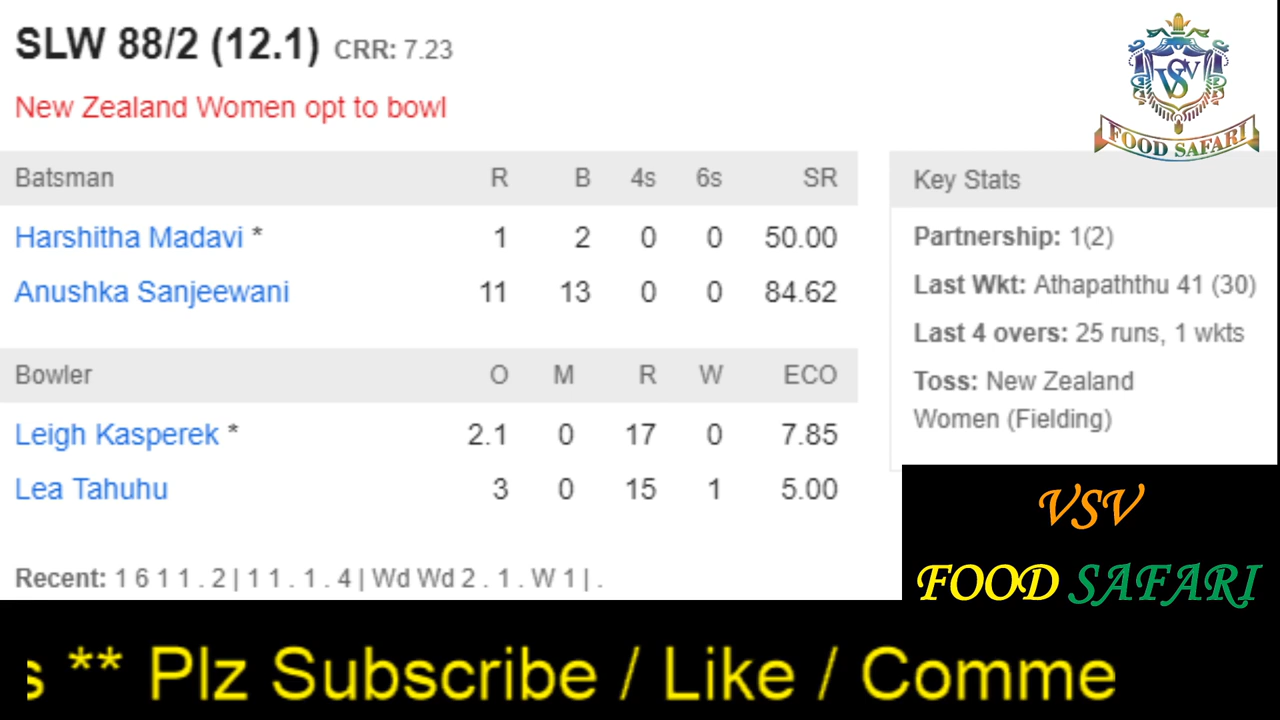 SLW 88/2 (12.1) CRR: 7.23
New Zealand Women opt to bowl
Batsman R B 4s 6s SR
Harshitha Madavi * 1 2 0 0 50.00
Anushka Sanjeewani 11 13 0 0 84.62
Bowler O M R W ECO
Leigh Kasperek * 2.1 0 17 0 7.85
Lea Tahuhu 3 0 15 1 5.00
Recent: 1 6 1 1 . 2 | 1 1 . 1 . 4 | Wd Wd 2 . 1 . W 1 | .
VSV
FOOD SAFARI
Key Stats
Partnership: 1(2)
Last Wkt: Athapaththu 41 (30)
Last 4 overs: 25 runs, 1 wkts
Toss: New Zealand
Women (Fielding)
VSV
FOOD SAFARI
s ** Plz Subscribe / Like / Comme